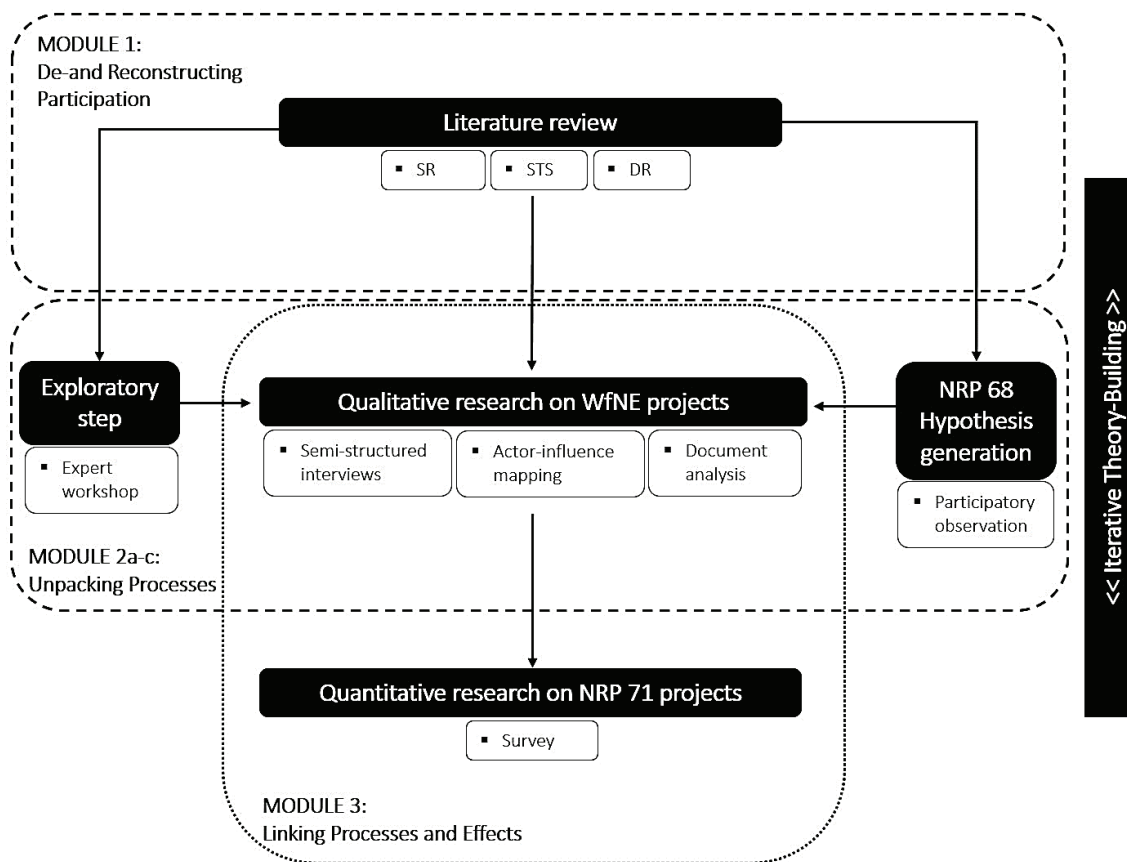 MODULE 1:
De-and Reconstructing
Participation
Literature review
▪ SR
▪ STS
▪ DR
Exploratory
step
▪ Expert
workshop
Qualitative research on WfNE projects
▪ Semi-structured
interviews
▪ Actor-influence
mapping
▪ Document
analysis
NRP 68
Hypothesis
generation
▪ Participatory
observation
MODULE 2a-c:
Unpacking Processes
Quantitative research on NRP 71 projects
▪ Survey
MODULE 3:
Linking Processes and Effects
<< Iterative Theory-Building >>